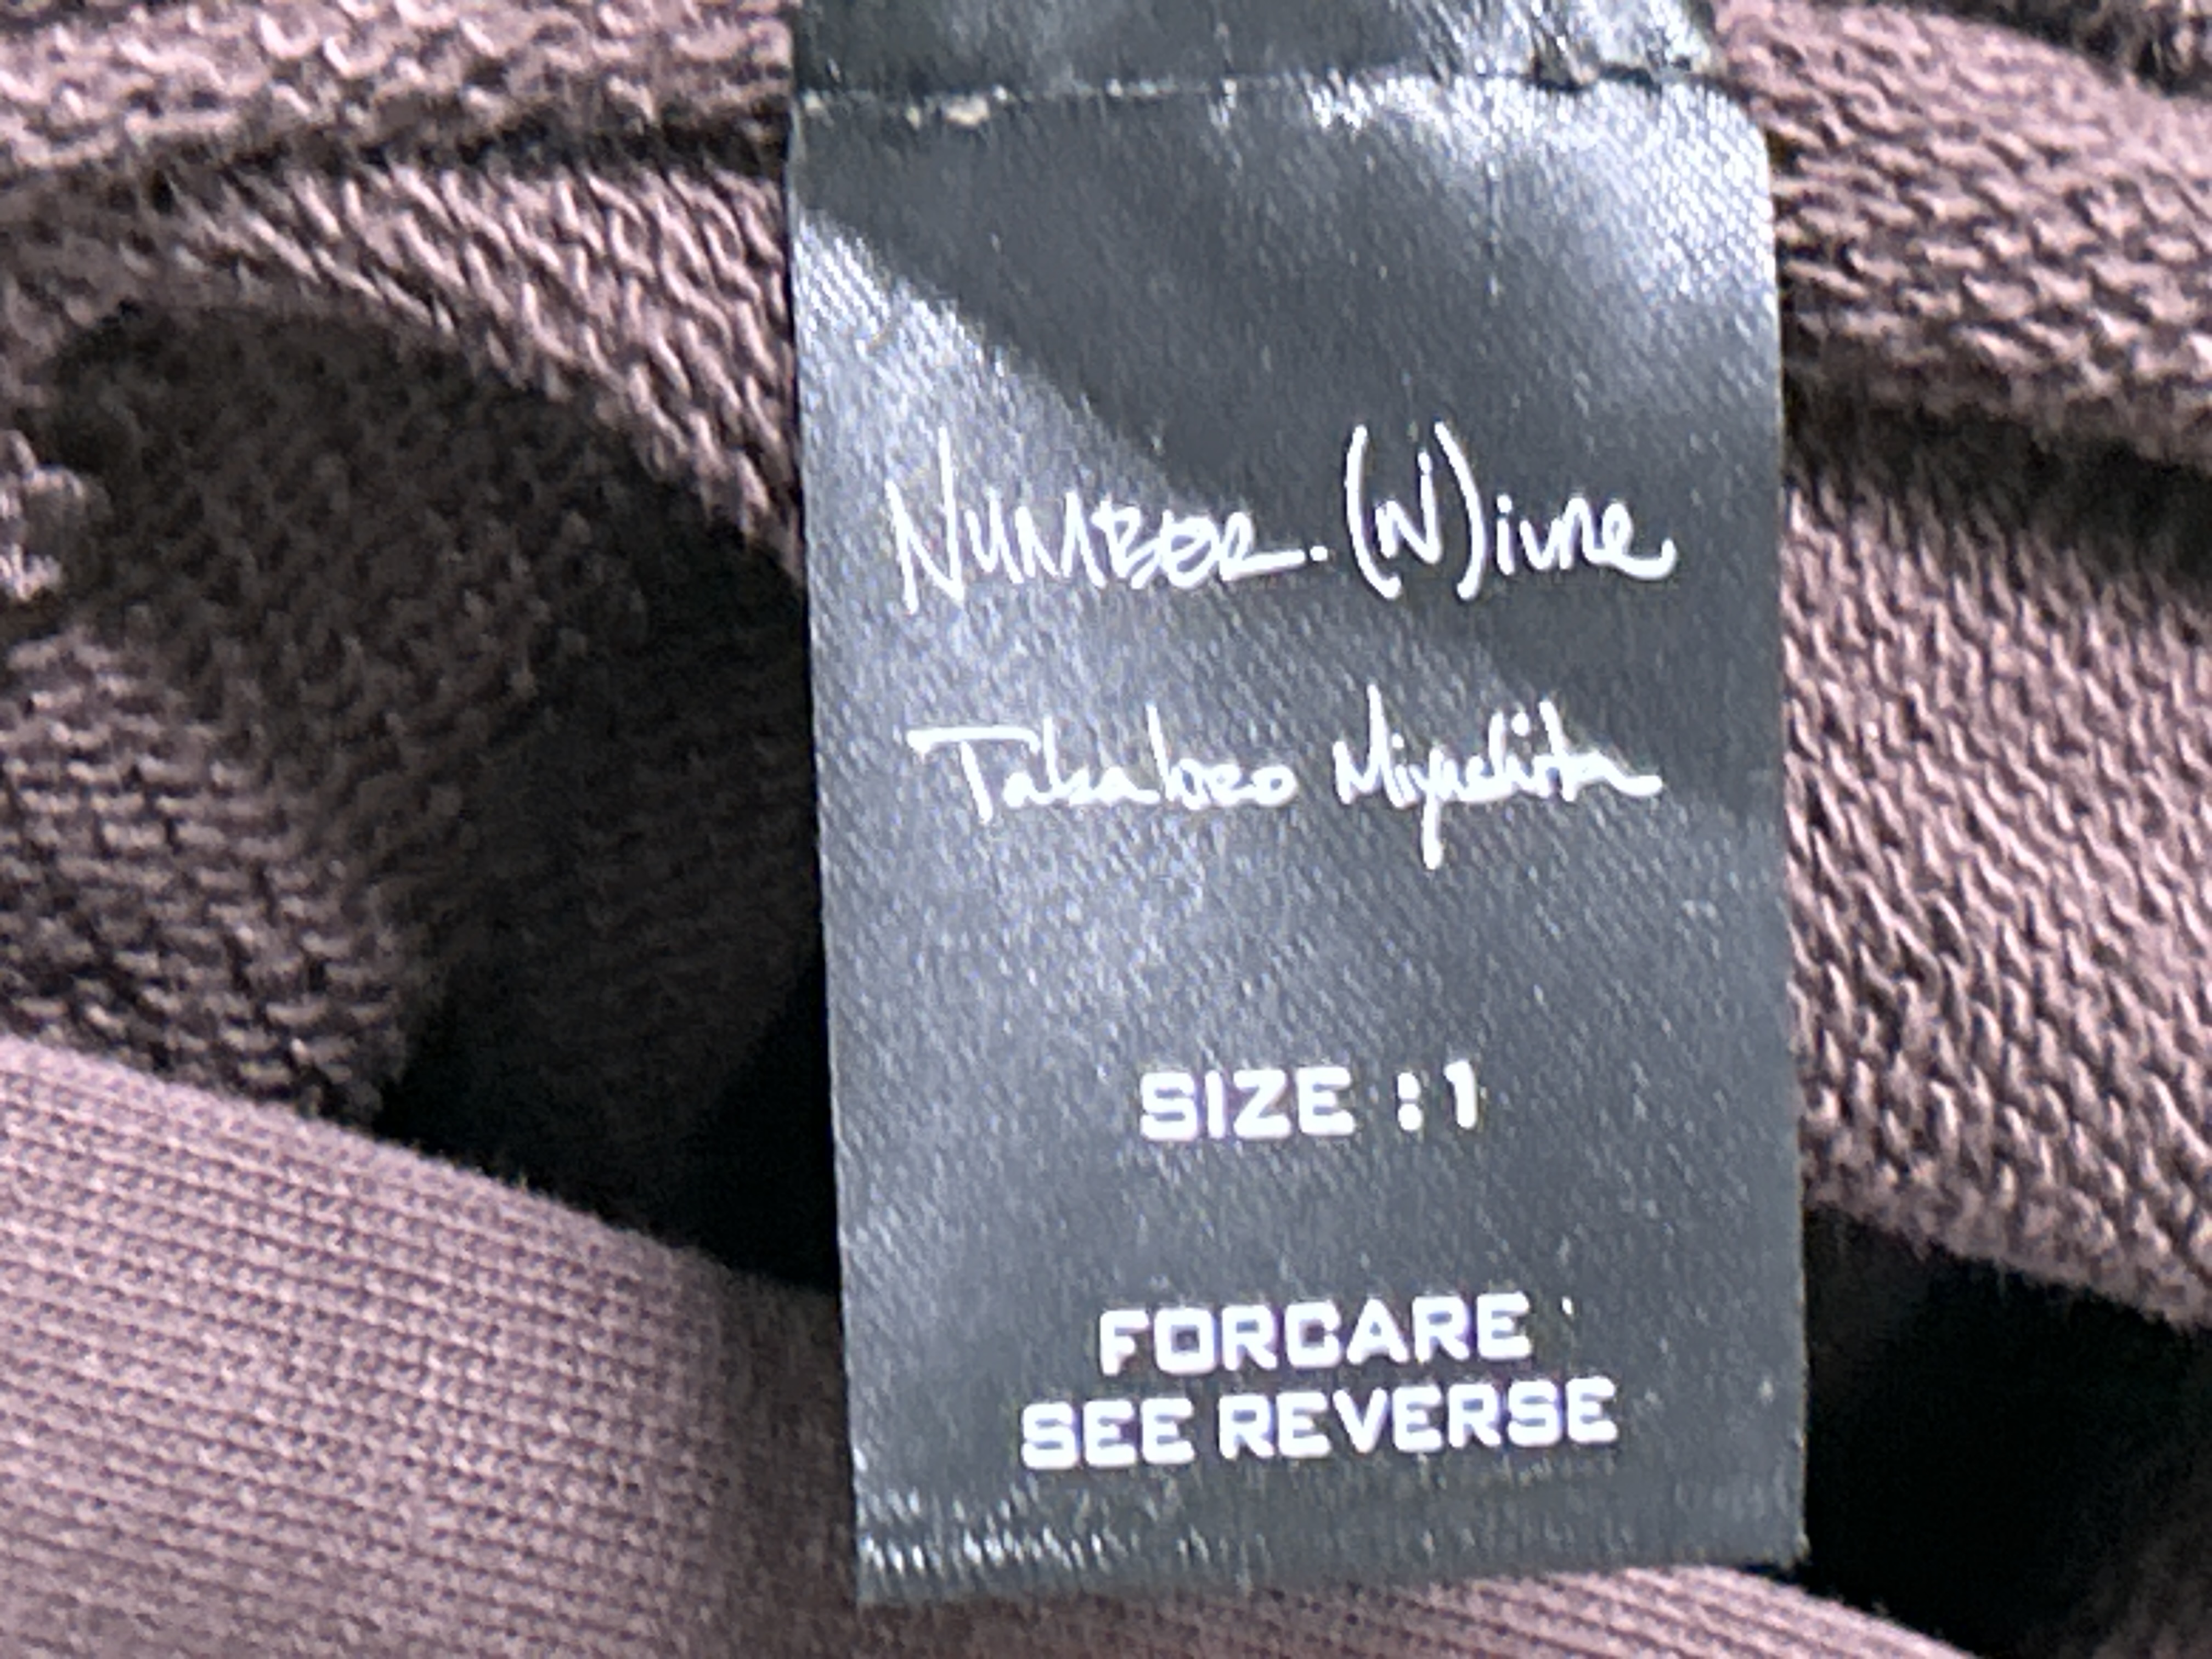 NUMBER. (N)ine
Takahiro Miyashita
SIZE : 1
FORCARE
SEE REVERSE